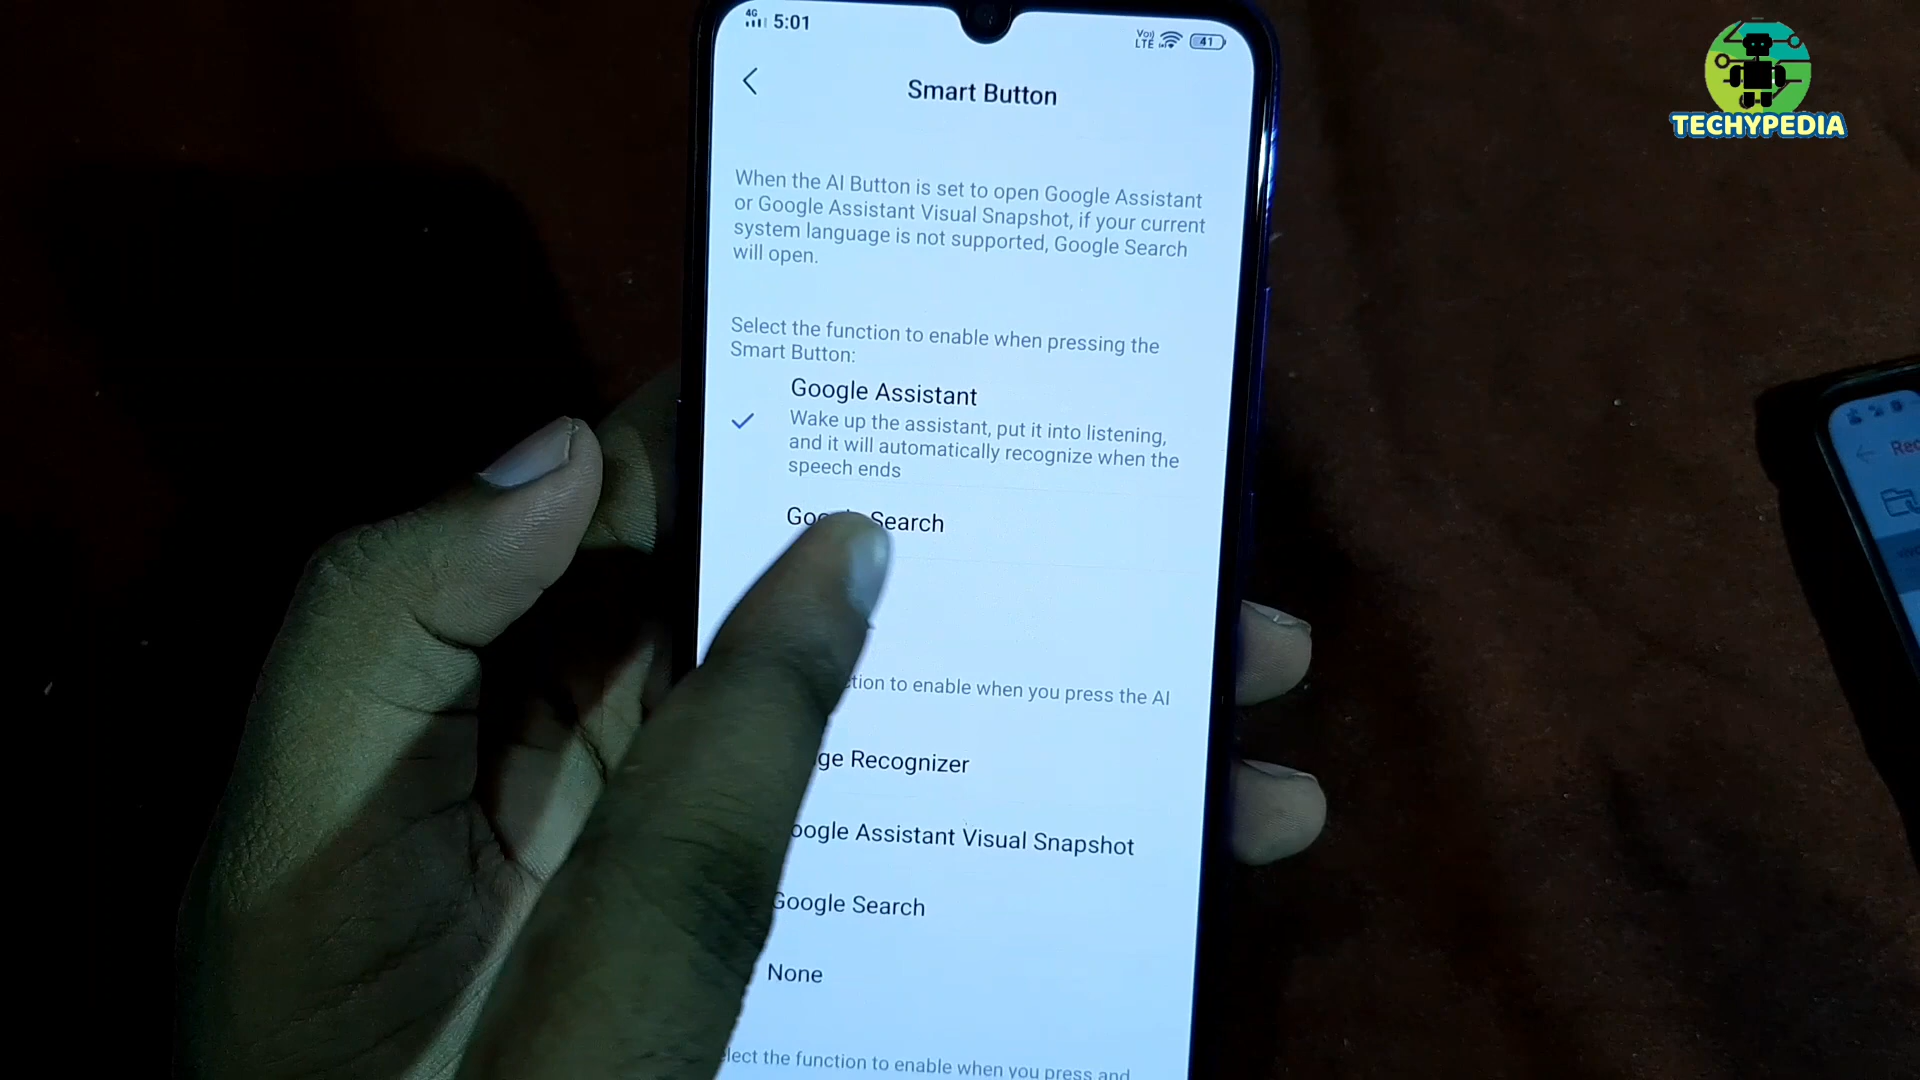 4G 5:01
VoLTE 41
TECHYPEDIA
Smart Button
When the AI Button is set to open Google Assistant
or Google Assistant Visual Snapshot, if your current
system language is not supported, Google Search
will open.
Select the function to enable when pressing the
Smart Button:
Google Assistant
Wake up the assistant, put it into listening,
and it will automatically recognize when the
speech ends
Search
to enable when you press the AI
Recognizer
Assistant Visual Snapshot
Google Search
None
the function to enable when you press and